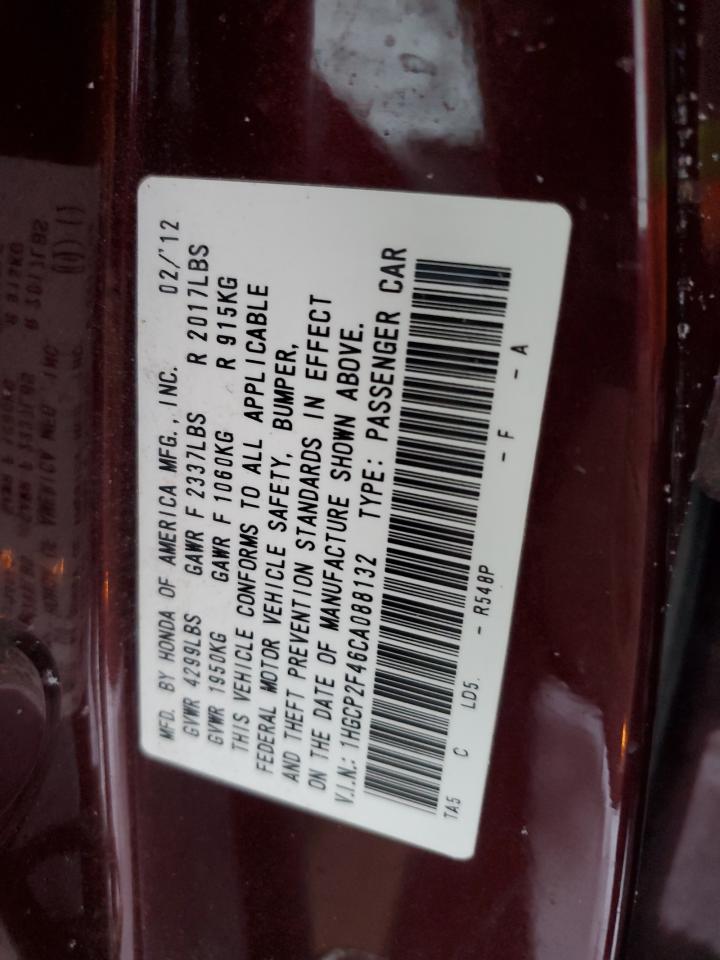 MFD. BY HONDA OF AMERICA MFG., INC. 02/'12
GVWR 4299LBS GAWR F 2337LBS R 2017LBS
GVWR 1950KG GAWR F 1060KG R 915KG
THIS VEHICLE CONFORMS TO ALL APPLICABLE
FEDERAL MOTOR VEHICLE SAFETY, BUMPER,
AND THEFT PREVENTION STANDARDS IN EFFECT
ON THE DATE OF MANUFACTURE SHOWN ABOVE.
V.I.N.: 1HGCP2F46CA088132 TYPE: PASSENGER CAR
TA5 C LD5. - R548P - F - A